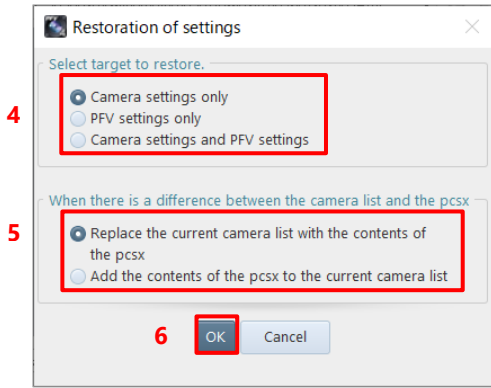 Restoration of settings
Select target to restore.
4
Camera settings only
PFV settings only
Camera settings and PFV settings
When there is a difference between the camera list and the pcsx
5
Replace the current camera list with the contents of
the pcsx
Add the contents of the pcsx to the current camera list
6
OK
Cancel